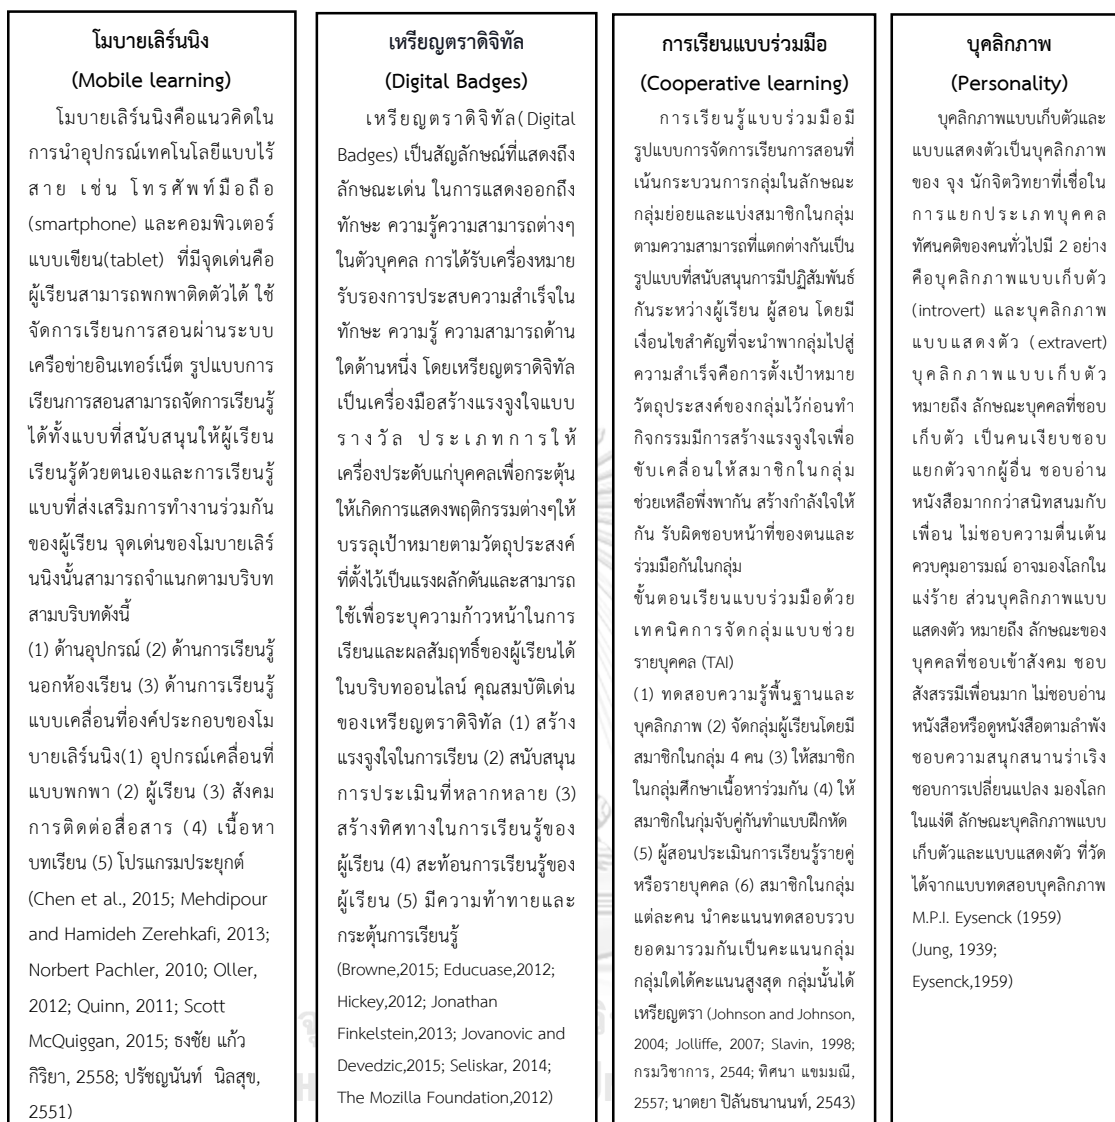 โมบายเลิร์นนิง
(Mobile learning)
โมบายเลิร์นนิงคือแนวคิดใน
การนำอุปกรณ์เทคโนโลยีแบบไร้
สาย เช่น โทรศัพท์มือถือ
(smartphone) และคอมพิวเตอร์
แบบเขียน(tablet) ที่มีจุดเด่นคือ
ผู้เรียนสามารถพกพาติดตัวได้ ใช้
จัดการเรียนการสอนผ่านระบบ
เครือข่ายอินเทอร์เน็ต รูปแบบการ
เรียนการสอนสามารถจัดการเรียนรู้
ได้ทั้งแบบที่สนับสนุนให้ผู้เรียน
เรียนรู้ด้วยตนเองและการเรียนรู้
แบบที่ส่งเสริมการทำงานร่วมกัน
ของผู้เรียน จุดเด่นของโมบายเลิร์
นนิงนั้นสามารถจำแนกตามบริบท
สามบริบทดังนี้
(1) ด้านอุปกรณ์ (2) ด้านการเรียนรู้
นอกห้องเรียน (3) ด้านการเรียนรู้
แบบเคลื่อนที่องค์ประกอบของโม
บายเลิร์นนิง(1) อุปกรณ์เคลื่อนที่
แบบพกพา (2) ผู้เรียน (3) สังคม
การติดต่อสื่อสาร (4) เนื้อหา
บทเรียน (5) โปรแกรมประยุกต์
(Chen et al., 2015; Mehdipour
and Hamideh Zerehkafi, 2013;
Norbert Pachler, 2010; Oller,
2012; Quinn, 2011; Scott
McQuiggan, 2015; ธงชัย แก้ว
กิริยา, 2558; ปรัชญนันท์ นิลสุข,
2551)
เหรียญตราดิจิทัล
(Digital Badges)
เหรียญตราดิจิทัล(Digital
Badges) เป็นสัญลักษณ์ที่แสดงถึง
ลักษณะเด่น ในการแสดงออกถึง
ทักษะ ความรู้ความสามารถต่างๆ
ในตัวบุคคล การได้รับเครื่องหมาย
รับรองการประสบความสำเร็จใน
ทักษะ ความรู้ ความสามารถด้าน
ใดด้านหนึ่ง โดยเหรียญตราดิจิทัล
เป็นเครื่องมือสร้างแรงจูงใจแบบ
รางวัล ประเภทการให้
เครื่องประดับแก่บุคคลเพื่อกระตุ้น
ให้เกิดการแสดงพฤติกรรมต่างๆให้
บรรลุเป้าหมายตามวัตถุประสงค์
ที่ตั้งไว้เป็นแรงผลักดันและสามารถ
ใช้เพื่อระบุความก้าวหน้าในการ
เรียนและผลสัมฤทธิ์ของผู้เรียนได้
ในบริบทออนไลน์ คุณสมบัติเด่น
ของเหรียญตราดิจิทัล (1) สร้าง
แรงจูงใจในการเรียน (2) สนับสนุน
การประเมินที่หลากหลาย (3)
สร้างทิศทางในการเรียนรู้ของ
ผู้เรียน (4) สะท้อนการเรียนรู้ของ
ผู้เรียน (5) มีความท้าทายและ
กระตุ้นการเรียนรู้
(Browne,2015; Educuase,2012;
Hickey,2012; Jonathan
Finkelstein,2013; Jovanovic and
Devedzic,2015; Seliskar, 2014;
The Mozilla Foundation,2012)
การเรียนแบบร่วมมือ
(Cooperative learning)
การเรียนรู้แบบร่วมมือมี
รูปแบบการจัดการเรียนการสอนที่
เน้นกระบวนการกลุ่มในลักษณะ
กลุ่มย่อยและแบ่งสมาชิกในกลุ่ม
ตามความสามารถที่แตกต่างกันเป็น
รูปแบบที่สนับสนุนการมีปฏิสัมพันธ์
กันระหว่างผู้เรียน ผู้สอน โดยมี
เงื่อนไขสำคัญที่จะนำพากลุ่มไปสู่
ความสำเร็จคือการตั้งเป้าหมาย
วัตถุประสงค์ของกลุ่มไว้ก่อนทำ
กิจกรรมมีการสร้างแรงจูงใจเพื่อ
ขับเคลื่อนให้สมาชิกในกลุ่ม
ช่วยเหลือพึ่งพากัน สร้างกำลังใจให้
กัน รับผิดชอบหน้าที่ของตนและ
ร่วมมือกันในกลุ่ม
ขั้นตอนเรียนแบบร่วมมือด้วย
เทคนิคการจัดกลุ่มแบบช่วย
รายบุคคล (TAI)
(1) ทดสอบความรู้พื้นฐานและ
บุคลิกภาพ (2) จัดกลุ่มผู้เรียนโดยมี
สมาชิกในกลุ่ม 4 คน (3) ให้สมาชิก
ในกลุ่มศึกษาเนื้อหาร่วมกัน (4) ให้
สมาชิกในกุ่มจับคู่กันทำแบบฝึกหัด
(5) ผู้สอนประเมินการเรียนรู้รายคู่
หรือรายบุคคล (6) สมาชิกในกลุ่ม
แต่ละคน นำคะแนนทดสอบรวบ
ยอดมารวมกันเป็นคะแนนกลุ่ม
กลุ่มใดได้คะแนนสูงสุด กลุ่มนั้นได้
เหรียญตรา (Johnson and Johnson,
2004; Jolliffe, 2007; Slavin, 1998;
กรมวิชาการ, 2544; ทิศนา แขมมณี,
2557; นาตยา ปิลันธนานนท์, 2543)
บุคลิกภาพ
(Personality)
บุคลิกภาพแบบเก็บตัวและ
แบบแสดงตัวเป็นบุคลิกภาพ
ของ จุง นักจิตวิทยาที่เชื่อใน
การแยกประเภทบุคคล
ทัศนคติของคนทั่วไปมี 2 อย่าง
คือบุคลิกภาพแบบเก็บตัว
(introvert) และบุคลิกภาพ
แบบแสดงตัว (extravert)
บุคลิกภาพแบบเก็บตัว
หมายถึง ลักษณะบุคคลที่ชอบ
เก็บตัว เป็นคนเงียบชอบ
แยกตัวจากผู้อื่น ชอบอ่าน
หนังสือมากกว่าสนิทสนมกับ
เพื่อน ไม่ชอบความตื่นเต้น
ควบคุมอารมณ์ อาจมองโลกใน
แง่ร้าย ส่วนบุคลิกภาพแบบ
แสดงตัว หมายถึง ลักษณะของ
บุคคลที่ชอบเข้าสังคม ชอบ
สังสรรมีเพื่อนมาก ไม่ชอบอ่าน
หนังสือหรือดูหนังสือตามลำพัง
ชอบความสนุกสนานร่าเริง
ชอบการเปลี่ยนแปลง มองโลก
ในแง่ดี ลักษณะบุคลิกภาพแบบ
เก็บตัวและแบบแสดงตัว ที่วัด
ได้จากแบบทดสอบบุคลิกภาพ
M.P.I. Eysenck (1959)
(Jung, 1939;
Eysenck,1959)